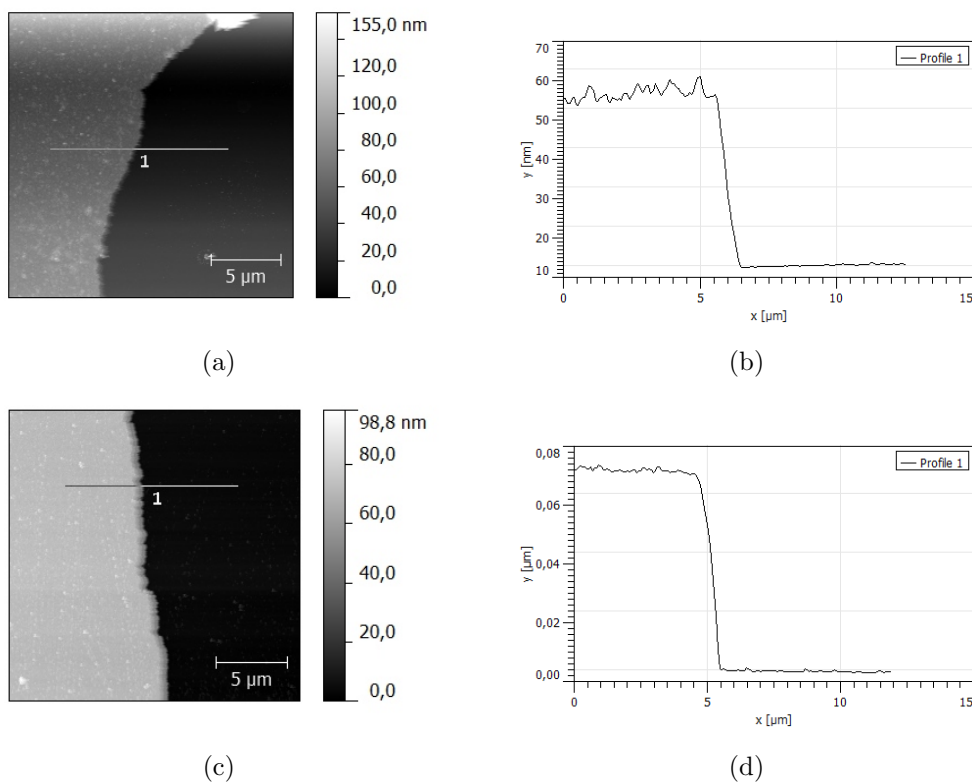 155,0 nm
120,0
100,0
80,0
60,0
40,0
20,0
0,0
1
5 µm
70
60
50
40
30
20
10
y [nm]
Profile 1
0
5
10
15
x [µm]
(a)
(b)
98,8 nm
80,0
60,0
40,0
20,0
0,0
1
5 µm
0,08
0,06
0,04
0,02
0,00
y [µm]
Profile 1
0
5
10
15
x [µm]
(c)
(d)